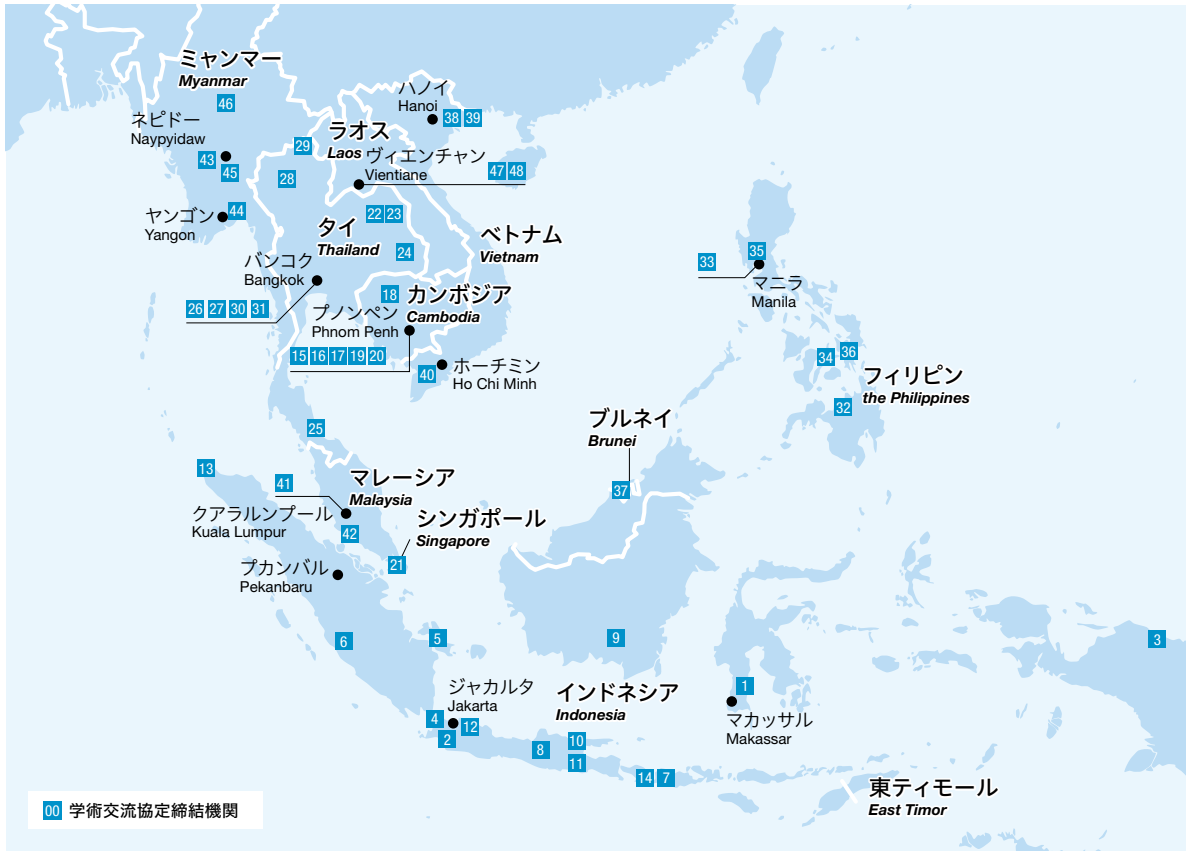 ミャンマー
Myanmar
46
ネピドー
Naypyidaw
43
45
ヤンゴン
Yangon
44
ハノイ
Hanoi
38 39
ラオス
Laos
ヴィエンチャン
Vientiane
47 48
29
28
22 23
タイ
Thailand
24
バンコク
Bangkok
26 27 30 31
ベトナム
Vietnam
18
カンボジア
Cambodia
プノンペン
Phnom Penh
15 16 17 19 20
40
ホーチミン
Ho Chi Minh
33
35
マニラ
Manila
34
36
フィリピン
the Philippines
32
25
ブルネイ
Brunei
37
13
41
マレーシア
Malaysia
クアラルンプール
Kuala Lumpur
42
シンガポール
Singapore
21
プカンバル
Pekanbaru
6
5
9
3
ジャカルタ
Jakarta
4
12
2
インドネシア
Indonesia
8
10
11
14 7
1
マカッサル
Makassar
東ティモール
East Timor
00 学術交流協定締結機関